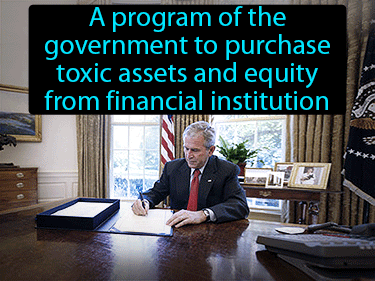 A program of the
government to purchase
toxic assets and equity
from financial institution